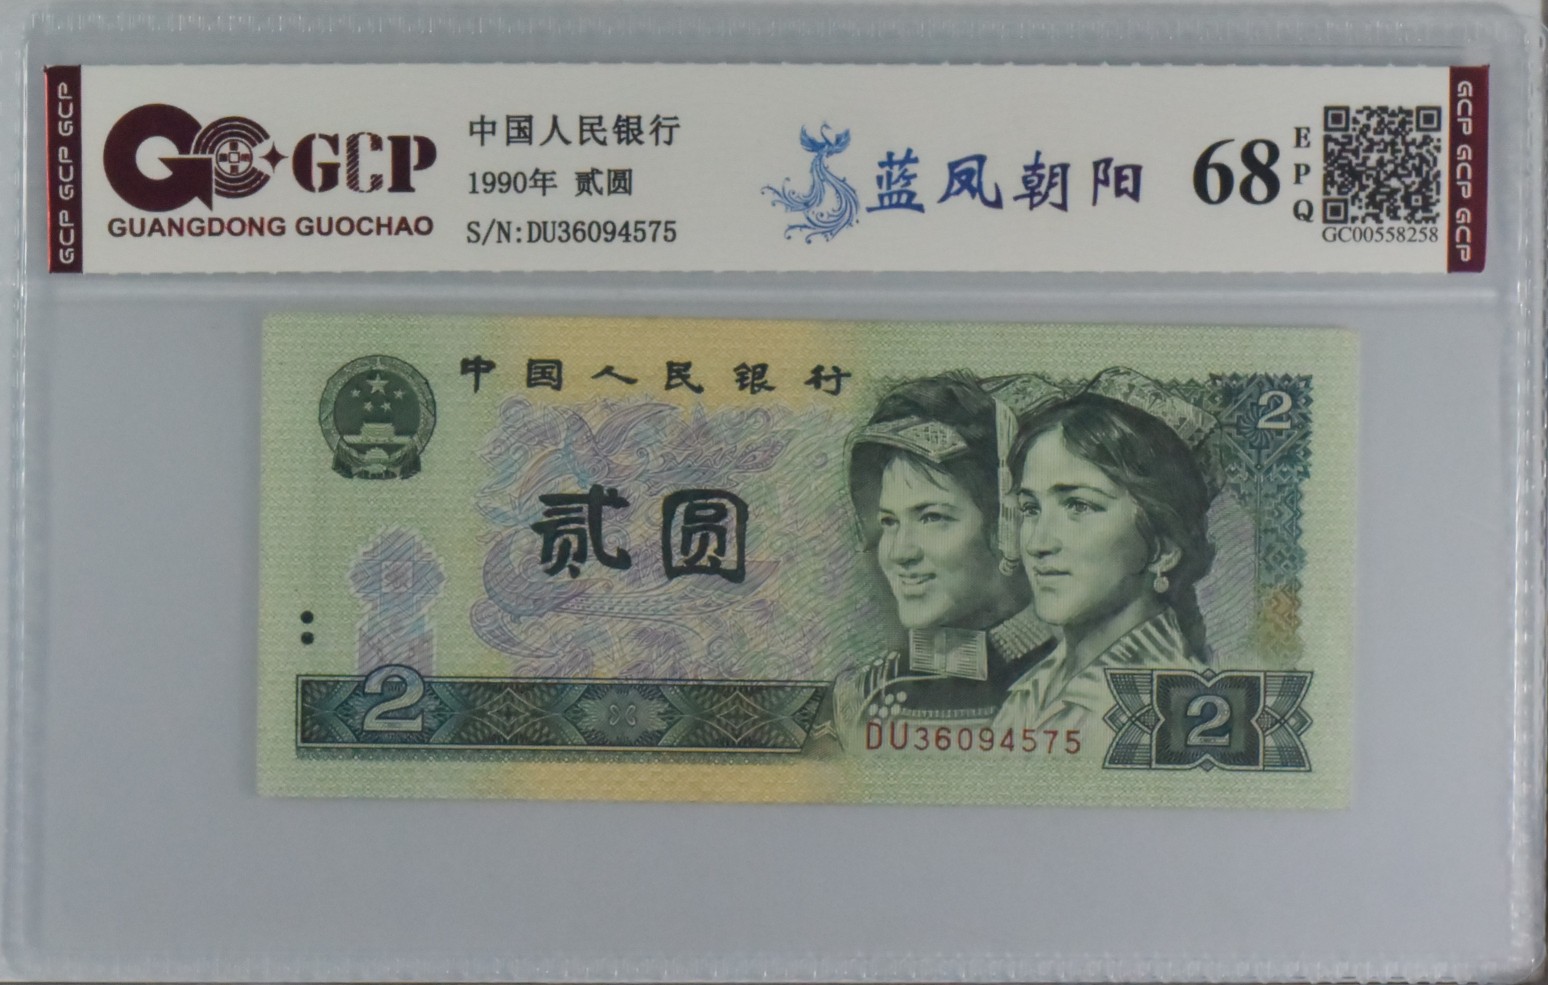 GCP GCP GCP
GCP
GUANGDONG GUOCHAO
中国人民银行
1990年 贰圆
S/N:DU36094575
蓝凤朝阳
68
EPQ
GC00558258
GCP GCP GCP
中国人民银行
2
贰圆
2
DU36094575
2